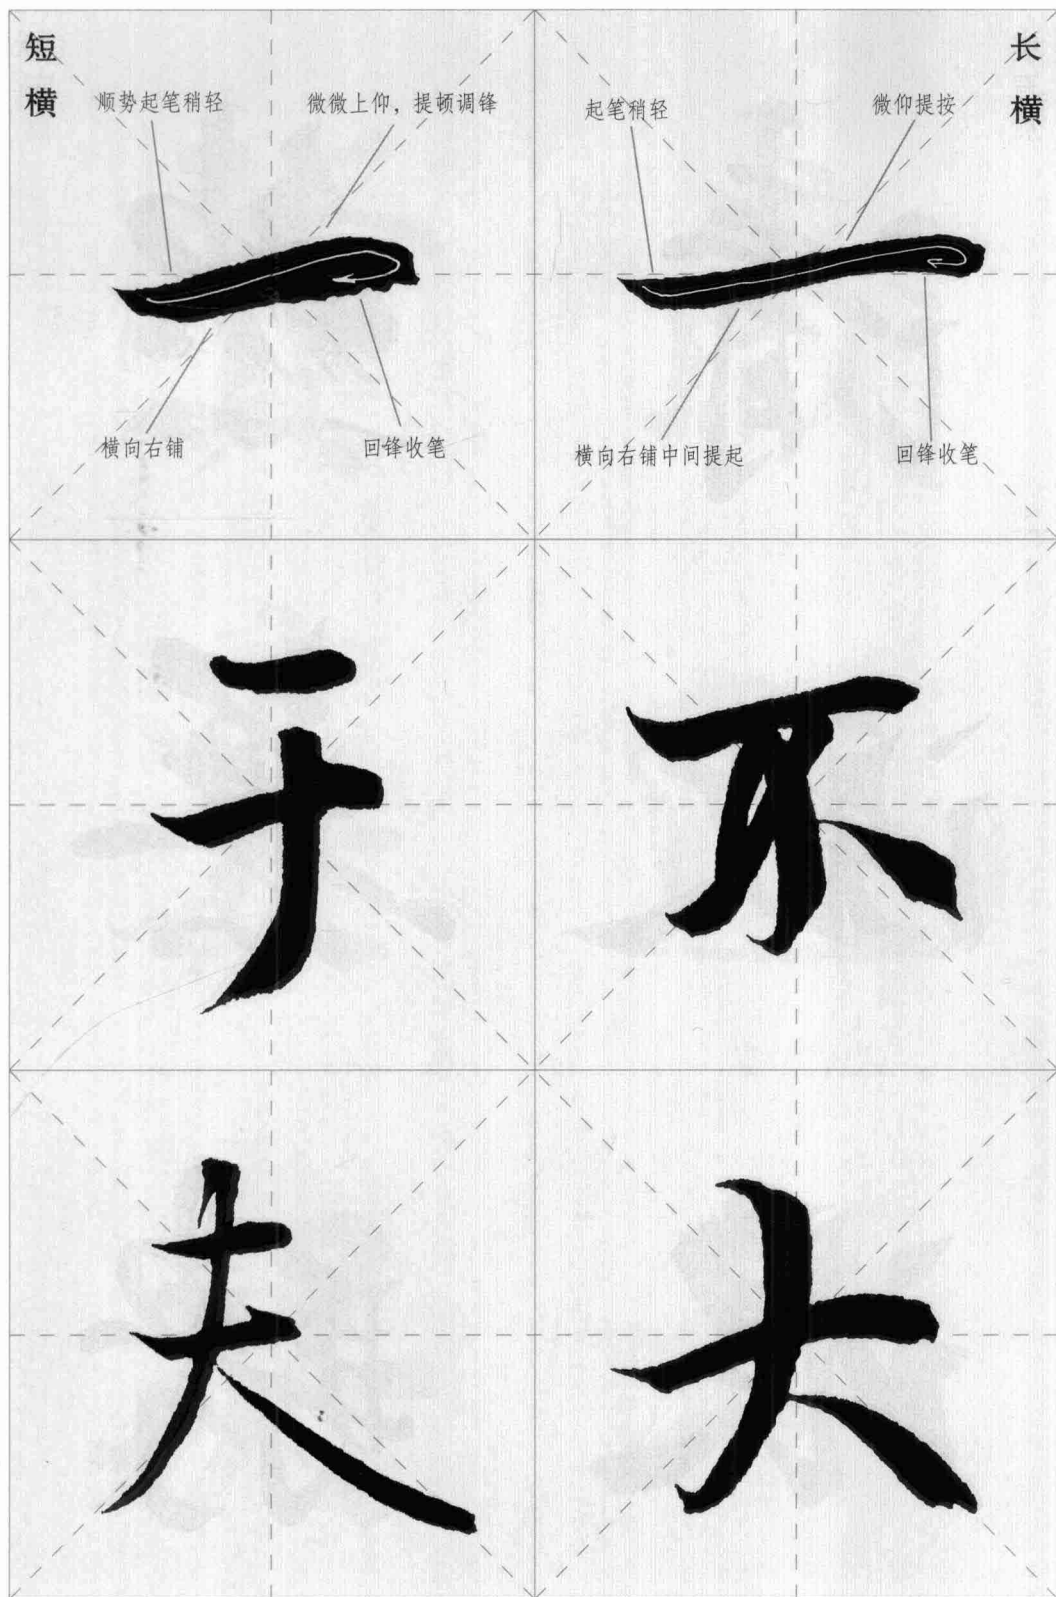 长横
起笔稍轻
微仰提按
横向右铺中间提起
回锋收笔
不
大
短横
顺势起笔稍轻
微微上仰，提顿调锋
横向右铺
回锋收笔
于
夫